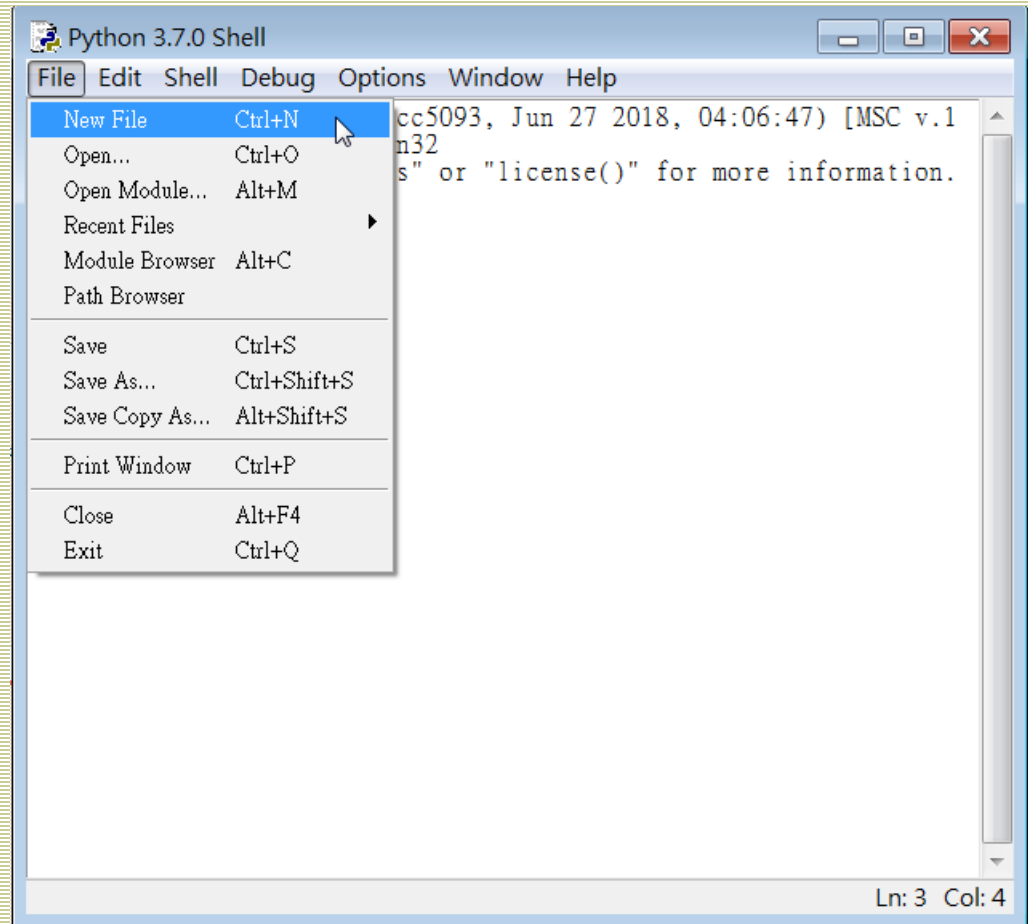 Python 3.7.0 Shell
File Edit Shell Debug Options Window Help
cc5093, Jun 27 2018, 04:06:47) [MSC v.1
n32
s" or "license()" for more information.
New File Ctrl+N
Open... Ctrl+O
Open Module... Alt+M
Recent Files
Module Browser Alt+C
Path Browser
Save Ctrl+S
Save As... Ctrl+Shift+S
Save Copy As... Alt+Shift+S
Print Window Ctrl+P
Close Alt+F4
Exit Ctrl+Q
Ln: 3 Col: 4